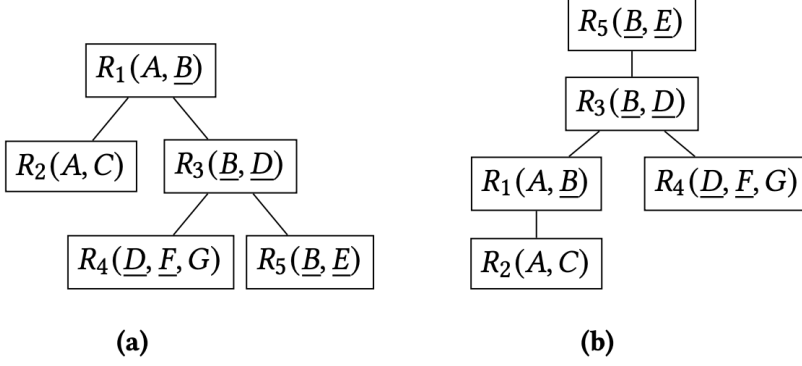 R₁(A, B)
R₂(A, C)
R₃(B, D)
R₄(D, F, G)
R₅(B, E)
(a)
R₅(B, E)
R₃(B, D)
R₁(A, B)
R₄(D, F, G)
R₂(A, C)
(b)